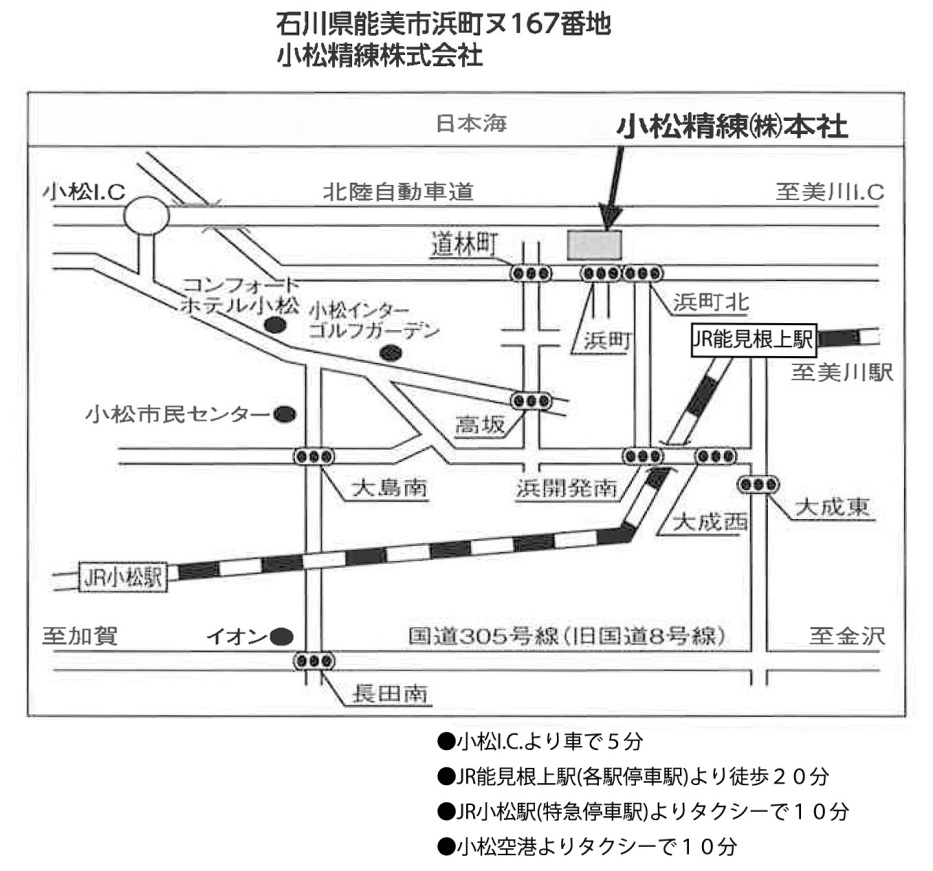 石川県能美市浜町ヌ167番地
小松精練株式会社
日本海
小松精練㈱本社
小松I.C
北陸自動車道
至美川I.C
道林町
コンフォート
ホテル小松
小松インター
ゴルフガーデン
浜町北
浜町
JR能見根上駅
至美川駅
小松市民センター
高坂
大島南
浜開発南
大成西
大成東
JR小松駅
至加賀
イオン
国道305号線(旧国道8号線)
至金沢
長田南
●小松I.C.より車で５分
●JR能見根上駅(各駅停車駅)より徒歩２０分
●JR小松駅(特急停車駅)よりタクシーで１０分
●小松空港よりタクシーで１０分